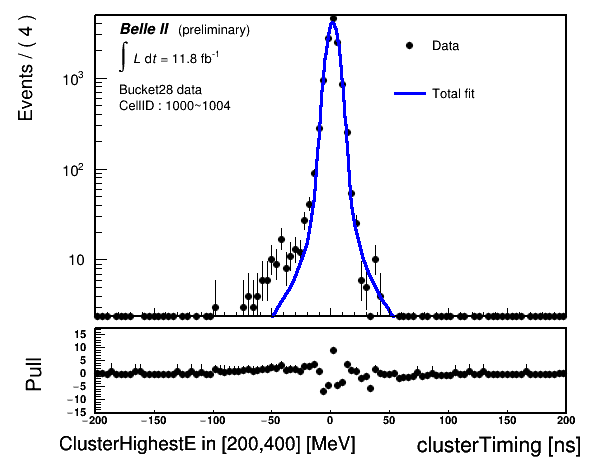 Belle II (preliminary)
∫ L dt = 11.8 fb⁻¹
Bucket28 data
CellID : 1000~1004
Data
Total fit
Events / ( 4 )
10³
10²
10
Pull
15
10
5
0
−5
−10
−15
−200 −150 −100 −50 0 50 100 150 200
ClusterHighestE in [200,400] [MeV]
clusterTiming [ns]